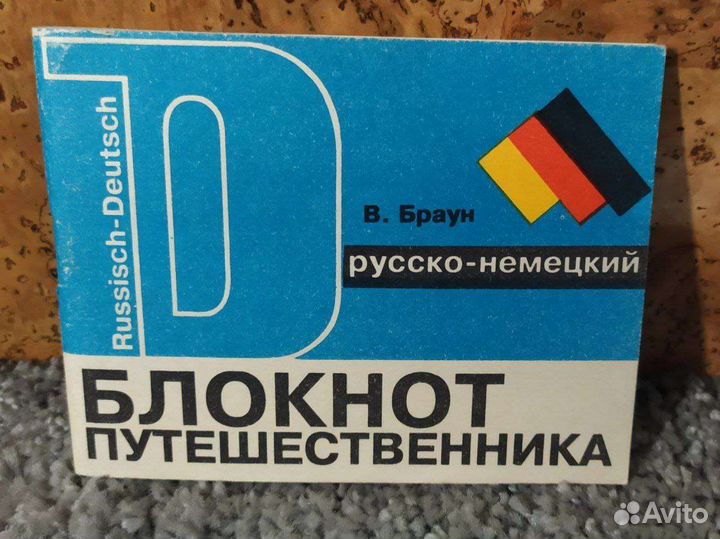 Russisch-Deutsch
D
В. Браун
русско-немецкий
БЛОКНОТ
ПУТЕШЕСТВЕННИКА
Avito